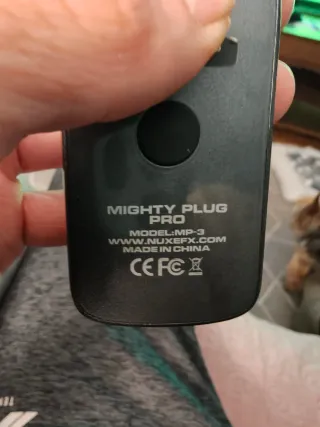 MIGHTY PLUG
PRO
MODEL:MP-3
WWW.NUXEFX.COM
MADE IN CHINA
CE FC